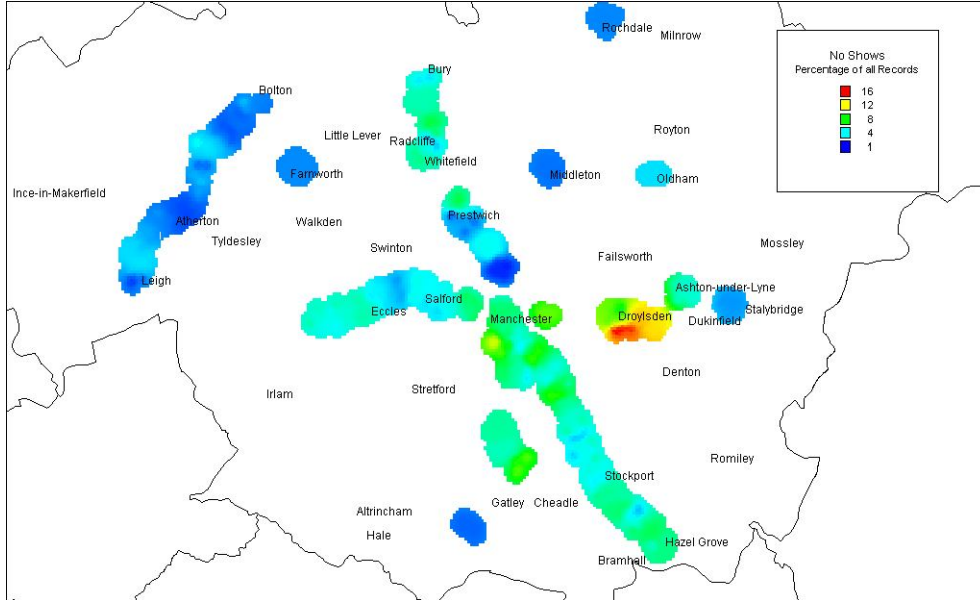 Rochdale
Milnrow
No Shows
Percentage of all Records
16
12
8
4
1
Bury
Bolton
Little Lever
Radcliffe
Royton
Whitefield
Farnworth
Middleton
Oldham
Ince-in-Makerfield
Atherton
Walkden
Prestwich
Tyldesley
Swinton
Failsworth
Mossley
Leigh
Ashton-under-Lyne
Salford
Eccles
Manchester
Droylsden
Dukinfield
Stalybridge
Denton
Irlam
Stretford
Romiley
Stockport
Gatley
Cheadle
Altrincham
Hale
Hazel Grove
Bramhall